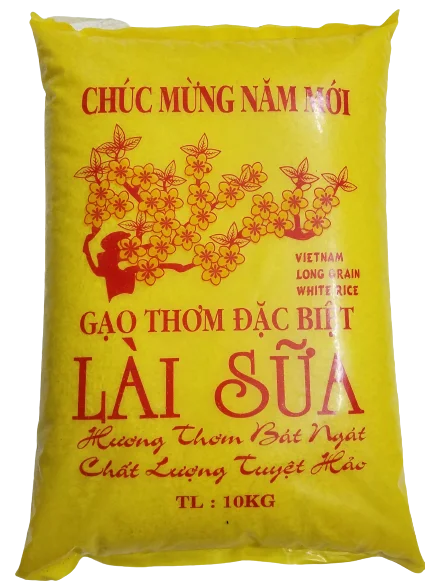 CHÚC MỪNG NĂM MỚI
VIETNAM
LONG GRAIN
WHITE RICE
GẠO THƠM ĐẶC BIỆT
LÀI SỮA
Hương Thơm Bát Ngát
Chất Lượng Tuyệt Hảo
TL : 10KG